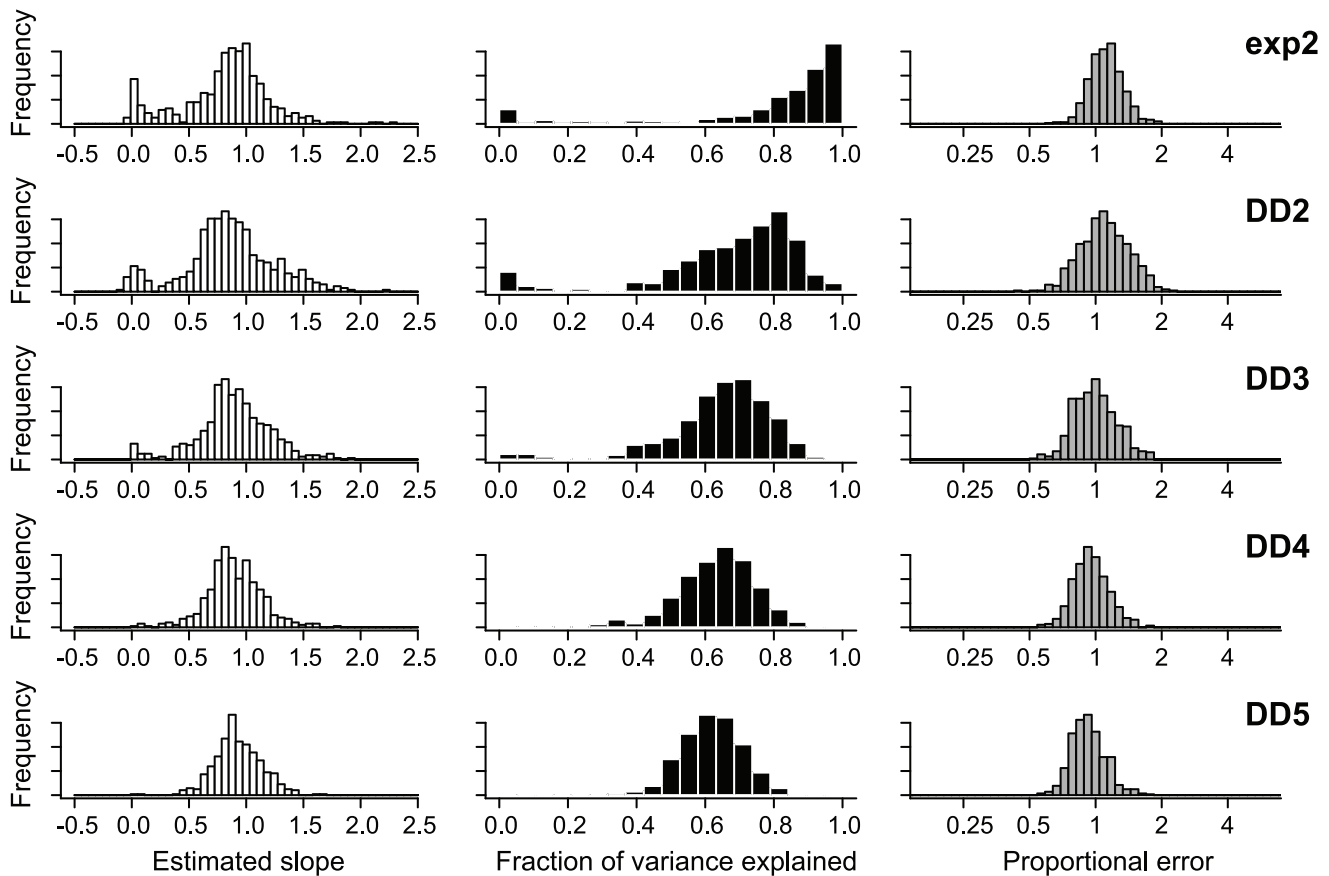 Frequency
-0.5 0.0 0.5 1.0 1.5 2.0 2.5
0.0 0.2 0.4 0.6 0.8 1.0
0.25 0.5 1 2 4
exp2
Frequency
-0.5 0.0 0.5 1.0 1.5 2.0 2.5
0.0 0.2 0.4 0.6 0.8 1.0
0.25 0.5 1 2 4
DD2
Frequency
-0.5 0.0 0.5 1.0 1.5 2.0 2.5
0.0 0.2 0.4 0.6 0.8 1.0
0.25 0.5 1 2 4
DD3
Frequency
-0.5 0.0 0.5 1.0 1.5 2.0 2.5
0.0 0.2 0.4 0.6 0.8 1.0
0.25 0.5 1 2 4
DD4
Frequency
-0.5 0.0 0.5 1.0 1.5 2.0 2.5
0.0 0.2 0.4 0.6 0.8 1.0
0.25 0.5 1 2 4
DD5
Estimated slope
Fraction of variance explained
Proportional error